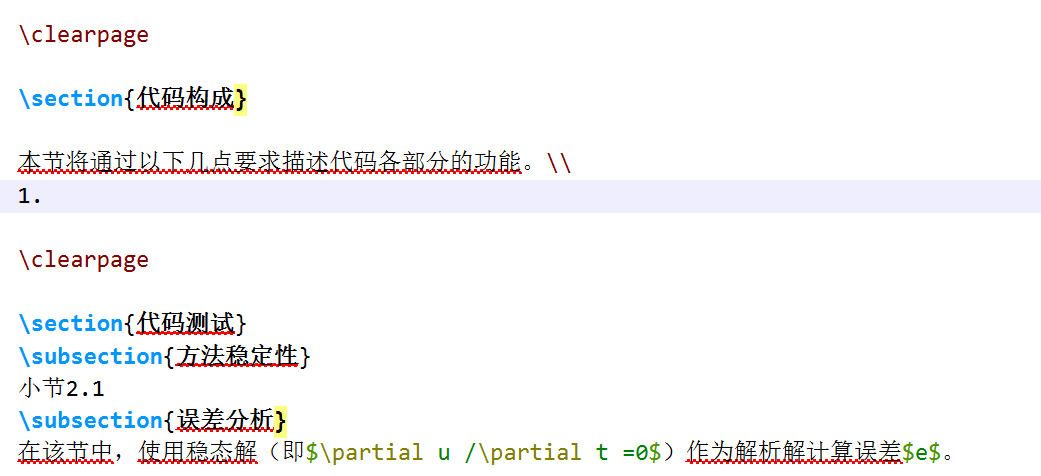 \clearpage
\section{代码构成}
本节将通过以下几点要求描述代码各部分的功能。\\
1.
\clearpage
\section{代码测试}
\subsection{方法稳定性}
小节2.1
\subsection{误差分析}
在该节中，使用稳态解（即$\partial u /\partial t =0$）作为解析解计算误差$e$。